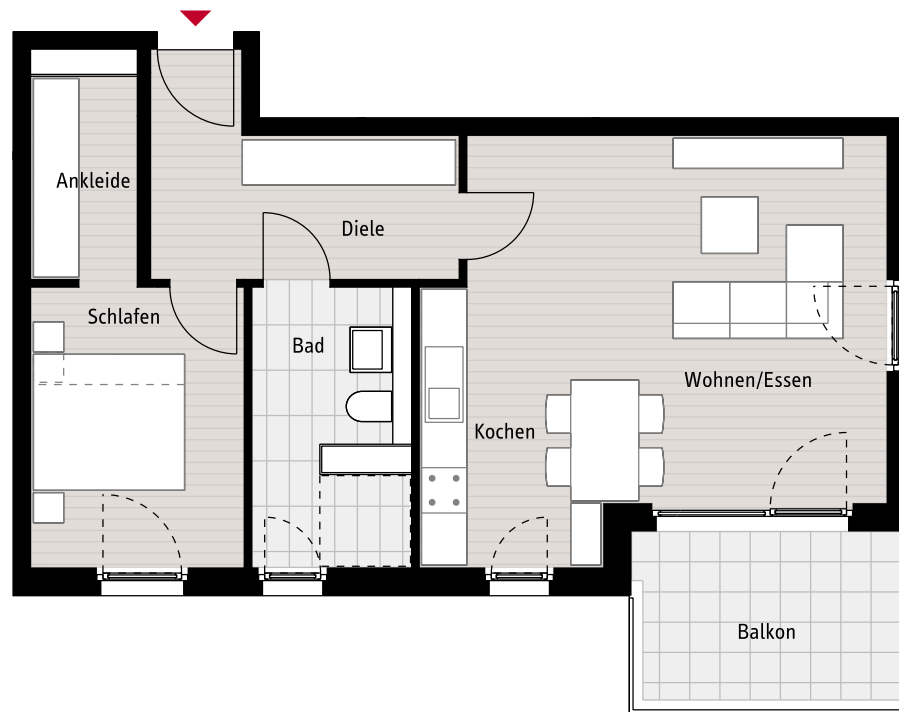 Ankleide
Diele
Schlafen
Bad
Wohnen/Essen
Kochen
Balkon